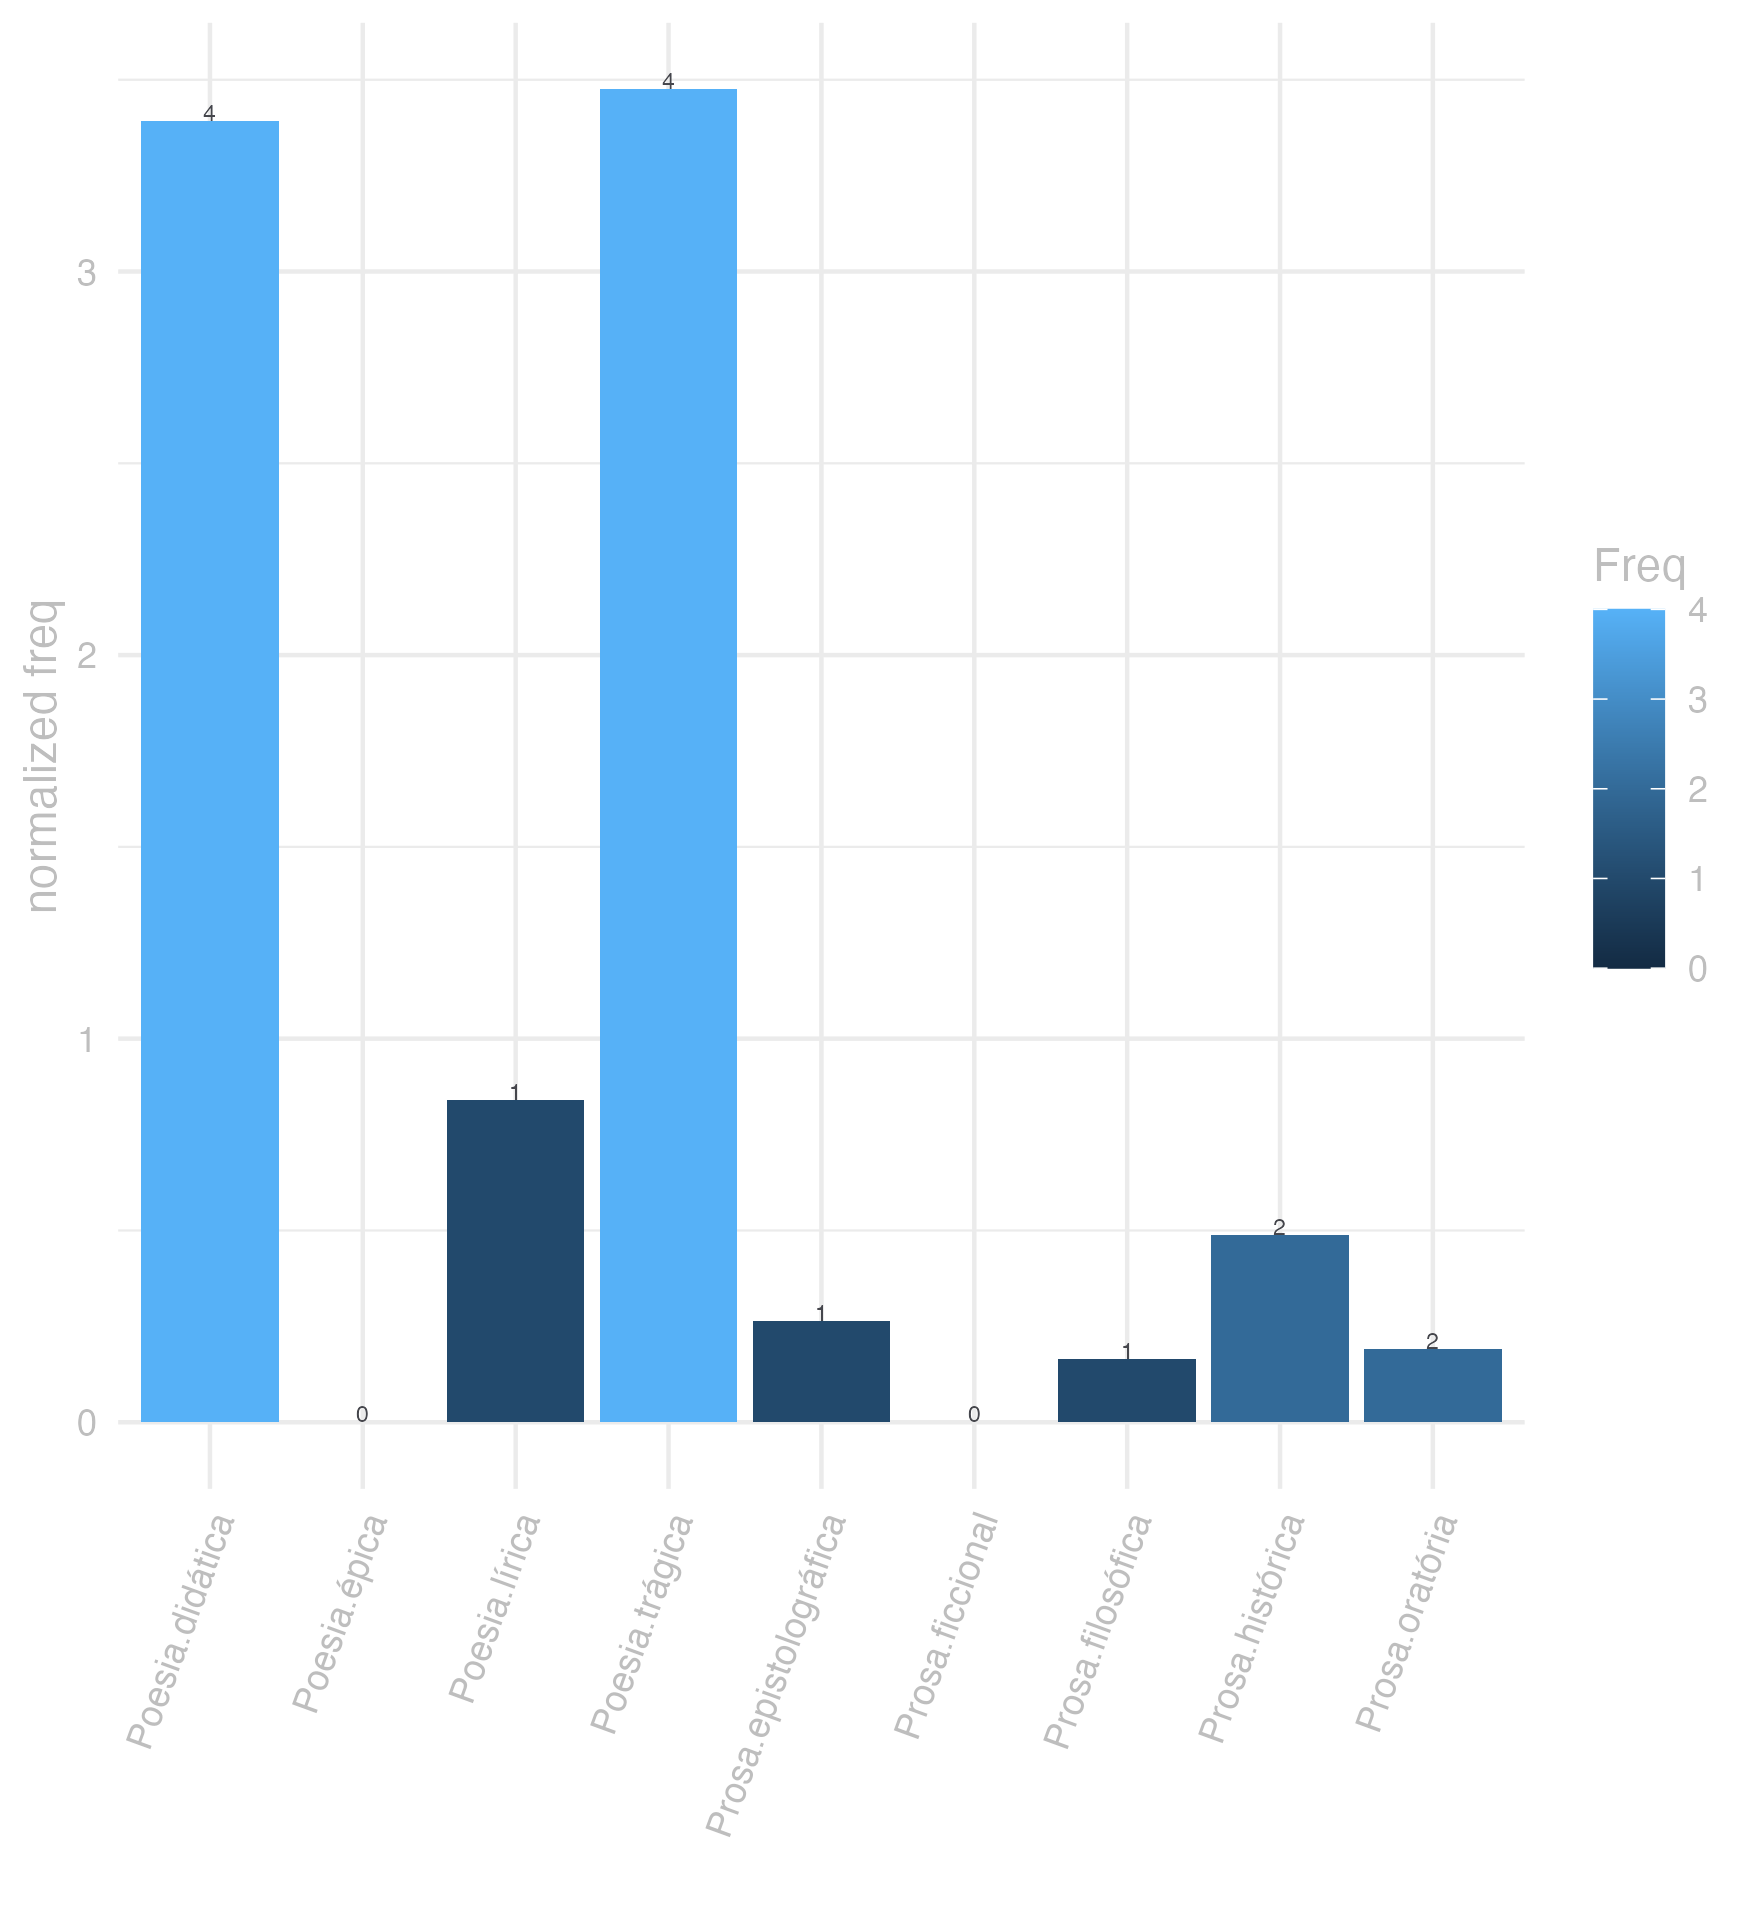 4
4
3
2
1
0
normalized freq
1
1
2
1
2
0
0
Freq
4
3
2
1
0
Poesia.didática
Poesia.épica
Poesia.lírica
Poesia.trágica
Prosa.epistolográfica
Prosa.ficcional
Prosa.filosófica
Prosa.histórica
Prosa.oratória